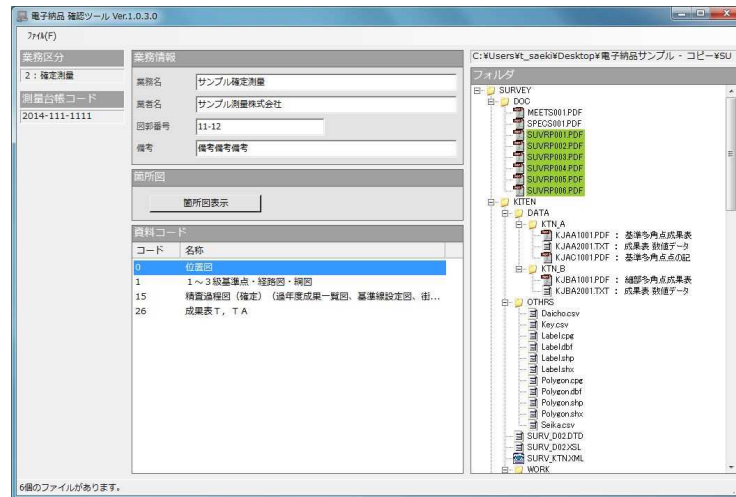 電子納品 確認ツール Ver.1.0.3.0
ﾌｧｲﾙ(F)
業務区分
2：確定測量
測量台帳コード
2014-111-1111
業務情報
業務名 サンプル確定測量
業者名 サンプル測量株式会社
図郭番号 11-12
備考 備考備考備考
箇所図
箇所図表示
資料コード
コード 名称
0 位置図
1 1～3級基準点・経路図・網図
15 精査過程図（確定）（過年度成果一覧図、基準線設定図、街...
26 成果表T，TA
C:¥Users¥t_saeki¥Desktop¥電子納品サンプル - コピー¥SU
フォルダ
SURVEY
DOC
MEETS001.PDF
SPECS001.PDF
SUVRP001.PDF
SUVRP002.PDF
SUVRP003.PDF
SUVRP004.PDF
SUVRP005.PDF
SUVRP006.PDF
KITEN
DATA
KTN_A
KJAA1001.PDF ： 基準多角点成果表
KJAA2001.TXT ： 成果表 数値データ
KJAC1001.PDF ： 基準多角点点の記
KTN_B
KJBA1001.PDF ： 細部多角点成果表
KJBA2001.TXT ： 成果表 数値データ
OTHRS
Daicho.csv
Key.csv
Label.cpg
Label.dbf
Label.shp
Label.shx
Polygon.cpg
Polygon.dbf
Polygon.shp
Polygon.shx
Seika.csv
SURV_D02.DTD
SURV_D02.XSL
SURV_KTN.XML
WORK
6個のファイルがあります。